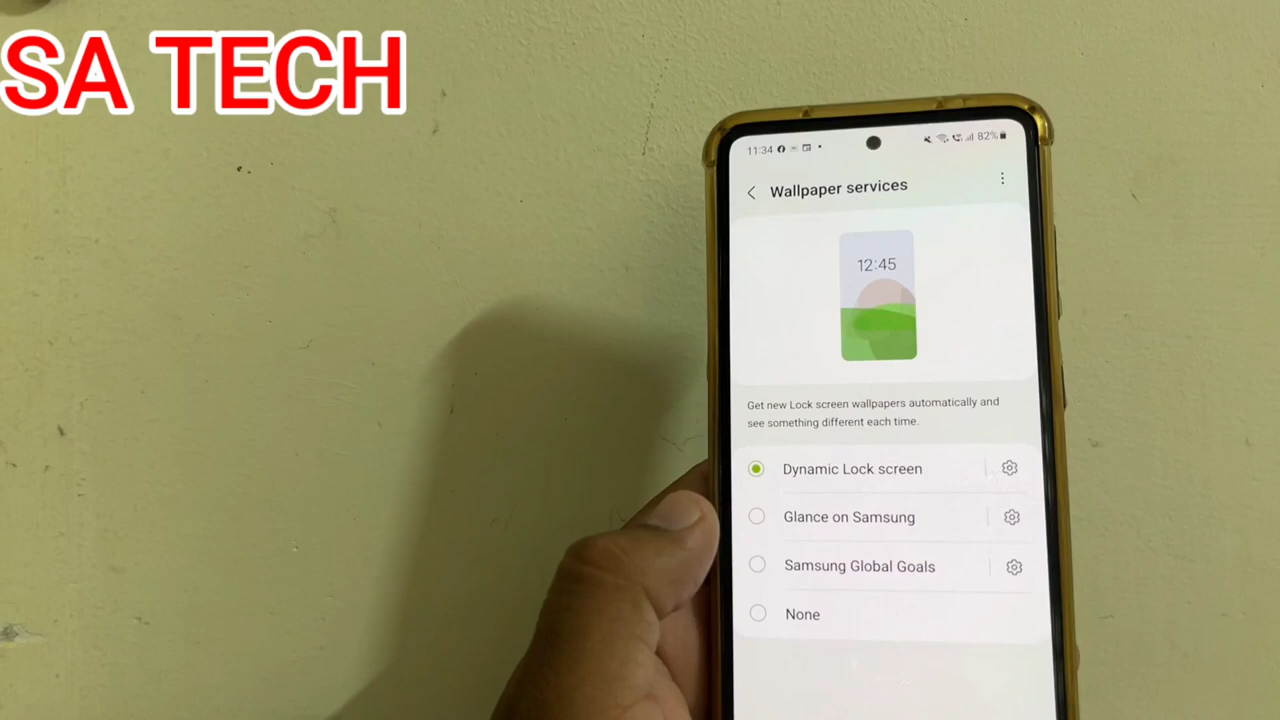 SA TECH
11:34
82%
Wallpaper services
12:45
Get new Lock screen wallpapers automatically and
see something different each time.
Dynamic Lock screen
Glance on Samsung
Samsung Global Goals
None